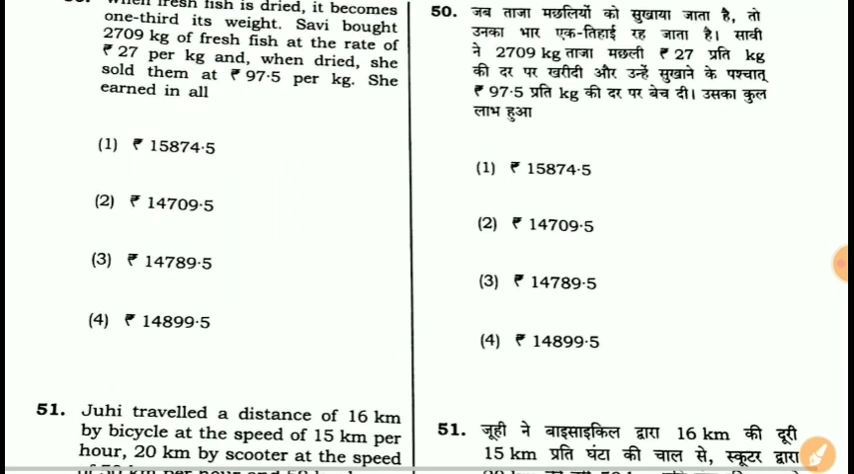 fish is dried, it becomes
one-third its weight. Savi bought
2709 kg of fresh fish at the rate of
₹ 27 per kg and, when dried, she
sold them at ₹ 97·5 per kg. She
earned in all
(1) ₹ 15874·5
(2) ₹ 14709·5
(3) ₹ 14789·5
(4) ₹ 14899·5
51. Juhi travelled a distance of 16 km
by bicycle at the speed of 15 km per
hour, 20 km by scooter at the speed
50. जब ताजा मछलियों को सुखाया जाता है, तो
उनका भार एक-तिहाई रह जाता है। सावी
ने 2709 kg ताजा मछली ₹ 27 प्रति kg
की दर पर खरीदी और उन्हें सुखाने के पश्चात्
₹ 97·5 प्रति kg की दर पर बेच दी। उसका कुल
लाभ हुआ
(1) ₹ 15874·5
(2) ₹ 14709·5
(3) ₹ 14789·5
(4) ₹ 14899·5
51. जूही ने बाइसाइकिल द्वारा 16 km की दूरी
15 km प्रति घंटा की चाल से, स्कूटर द्वारा